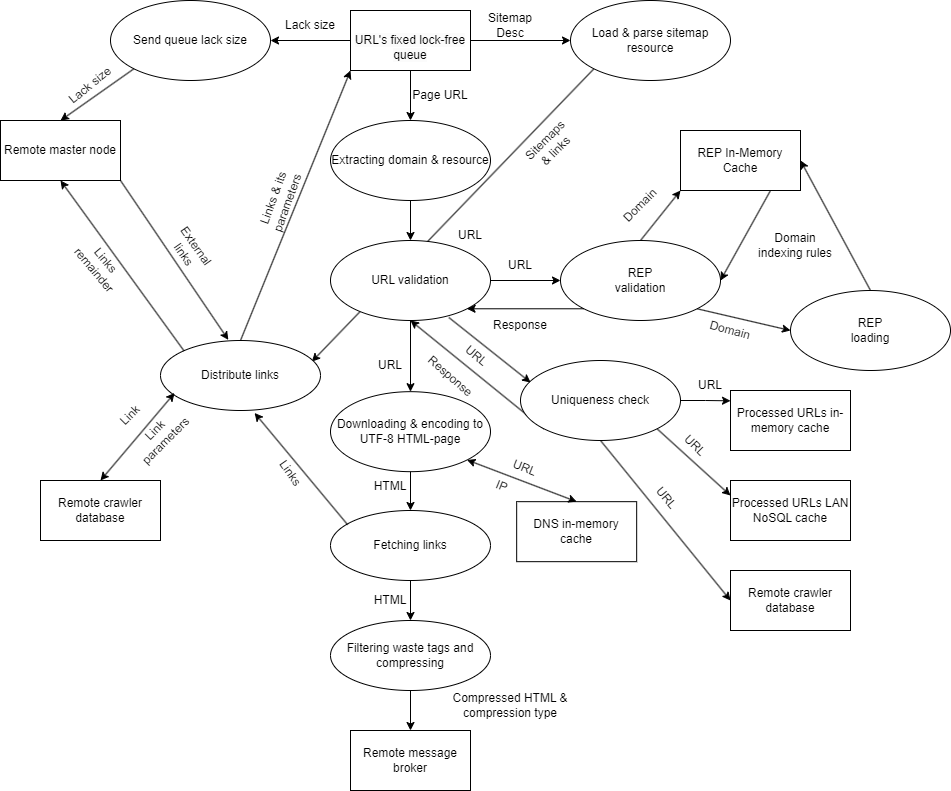 Send queue lack size
Lack size
URL's fixed lock-free
queue
Sitemap
Desc
Load & parse sitemap
resource
Lack size
Page URL
Remote master node
Extracting domain & resource
Sitemaps
& links
REP In-Memory
Cache
Links & its
parameters
Domain
External
links
Links
remainder
URL
Domain
indexing rules
URL validation
URL
REP
validation
Response
Domain
REP
loading
Distribute links
URL
URL
Response
Uniqueness check
URL
Link
Link
parameters
Downloading & encoding to
UTF-8 HTML-page
Processed URLs in-
memory cache
URL
Links
HTML
URL
IP
URL
Remote crawler
database
DNS in-memory
cache
Processed URLs LAN
NoSQL cache
Fetching links
HTML
Remote crawler
database
Filtering waste tags and
compressing
Compressed HTML &
compression type
Remote message
broker